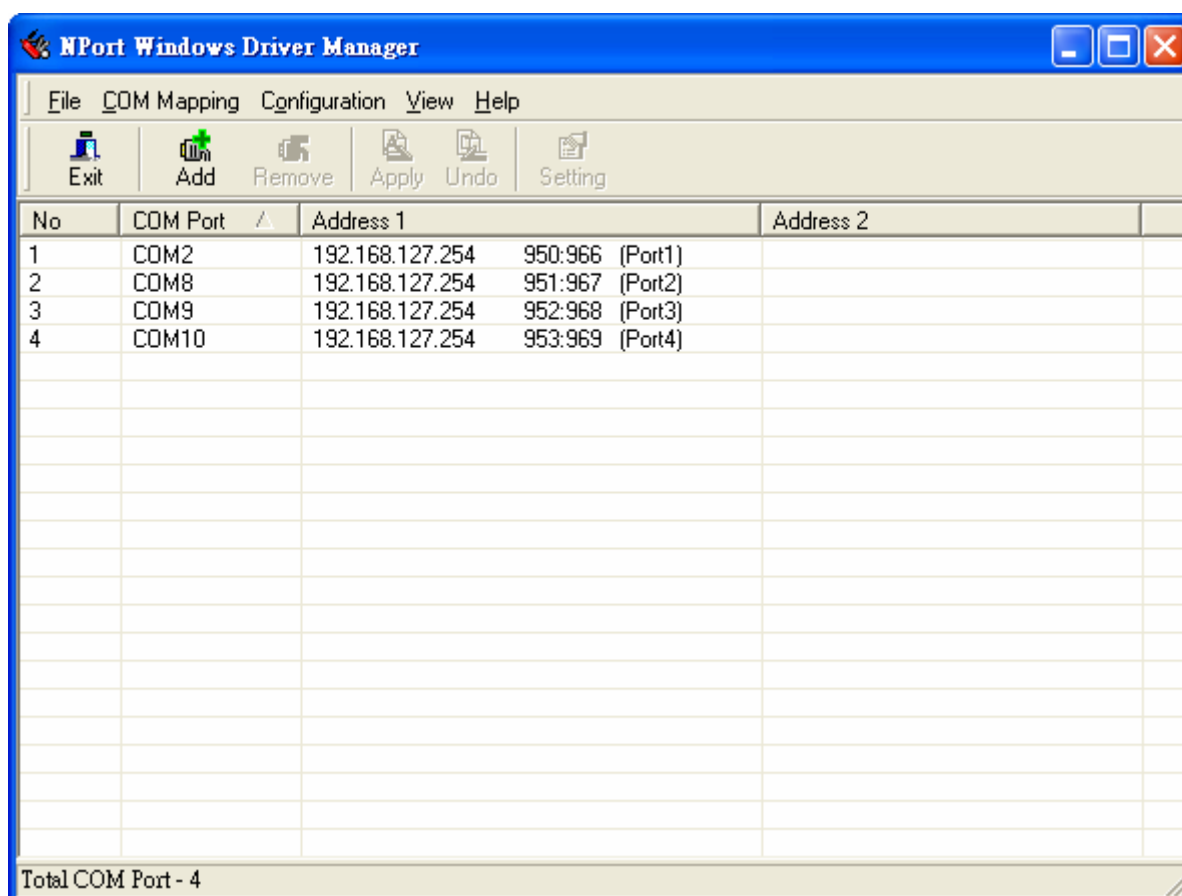 NPort Windows Driver Manager
File COM Mapping Configuration View Help
Exit Add Remove Apply Undo Setting
No COM Port Address 1 Address 2
1 COM2 192.168.127.254 950:966 (Port1)
2 COM8 192.168.127.254 951:967 (Port2)
3 COM9 192.168.127.254 952:968 (Port3)
4 COM10 192.168.127.254 953:969 (Port4)
Total COM Port - 4